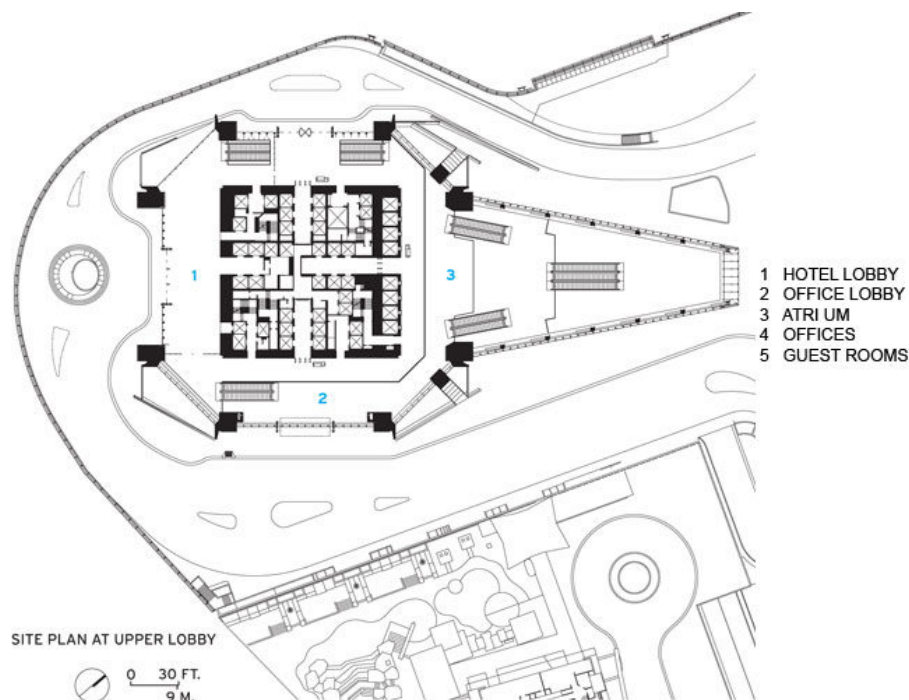 1
2
3
1 HOTEL LOBBY
2 OFFICE LOBBY
3 ATRI UM
4 OFFICES
5 GUEST ROOMS
SITE PLAN AT UPPER LOBBY
0 30 FT.
9 M.